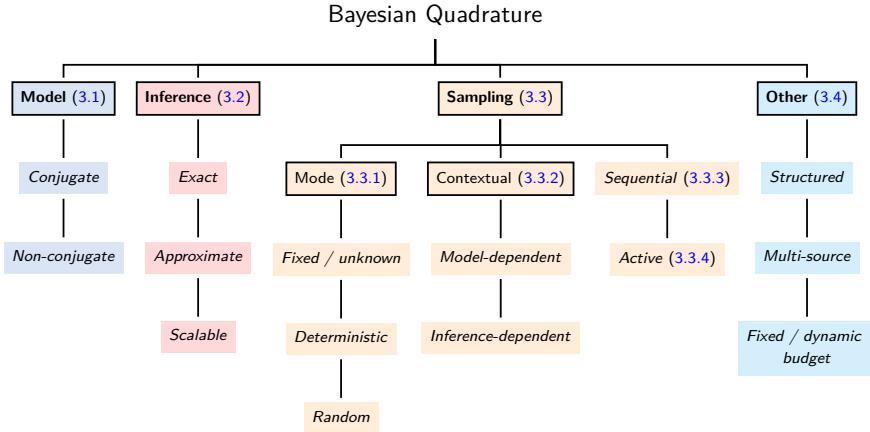 Bayesian Quadrature
Model (3.1)
Inference (3.2)
Sampling (3.3)
Other (3.4)
Conjugate
Exact
Mode (3.3.1)
Contextual (3.3.2)
Sequential (3.3.3)
Structured
Non-conjugate
Approximate
Fixed / unknown
Model-dependent
Active (3.3.4)
Multi-source
Scalable
Deterministic
Inference-dependent
Fixed / dynamic
budget
Random